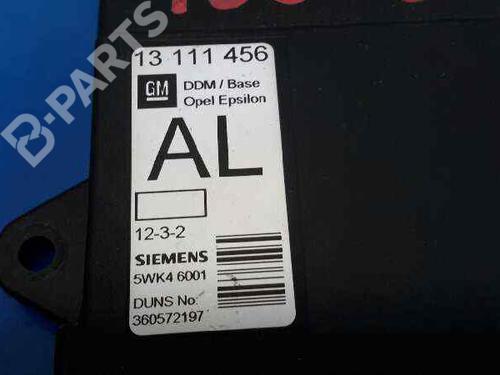 13 111 456
GM
DDM / Base
Opel Epsilon
AL
12-3-2
SIEMENS
5WK4 6001
DUNS No:
360572197
B-PARTS